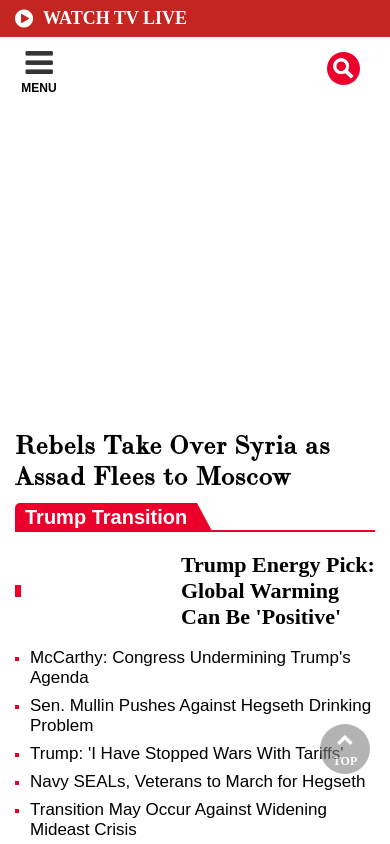 WATCH TV LIVE
MENU
Rebels Take Over Syria as
Assad Flees to Moscow
Trump Transition
Trump Energy Pick:
Global Warming
Can Be 'Positive'
McCarthy: Congress Undermining Trump's
Agenda
Sen. Mullin Pushes Against Hegseth Drinking
Problem
Trump: 'I Have Stopped Wars With Tariffs'
TOP
Navy SEALs, Veterans to March for Hegseth
Transition May Occur Against Widening
Mideast Crisis